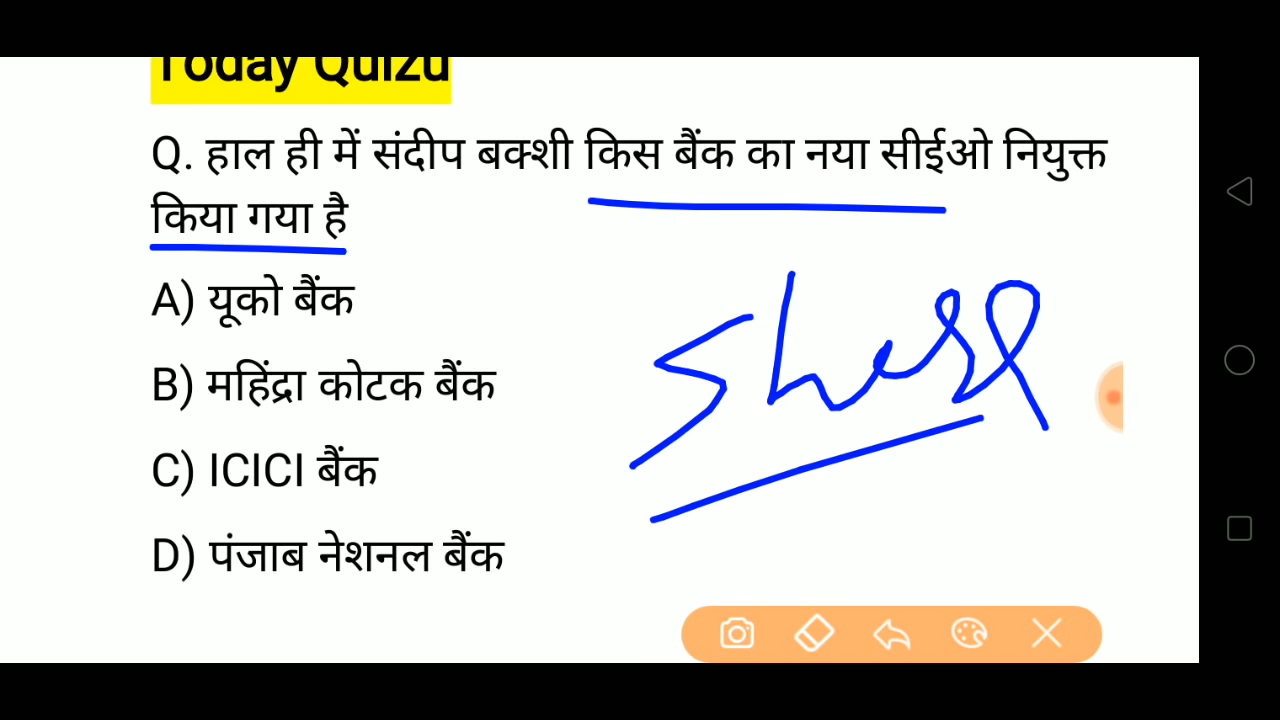 Today Quizu
Q. हाल ही में संदीप बक्शी किस बैंक का नया सीईओ नियुक्त
किया गया है
A) यूको बैंक
B) महिंद्रा कोटक बैंक
C) ICICI बैंक
D) पंजाब नेशनल बैंक